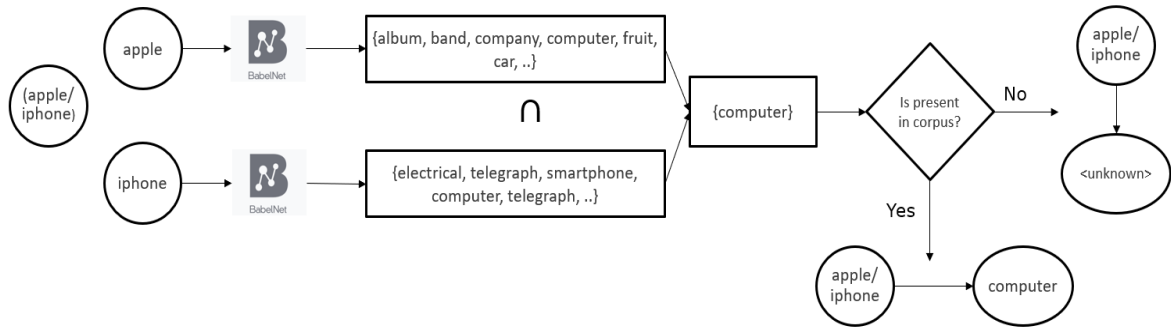 (apple/
iphone)
apple
BabelNet
{album, band, company, computer, fruit,
car, ..}
∩
iphone
BabelNet
{electrical, telegraph, smartphone,
computer, telegraph, ..}
{computer}
Is present
in corpus?
No
apple/
iphone
<unknown>
Yes
apple/
iphone
computer